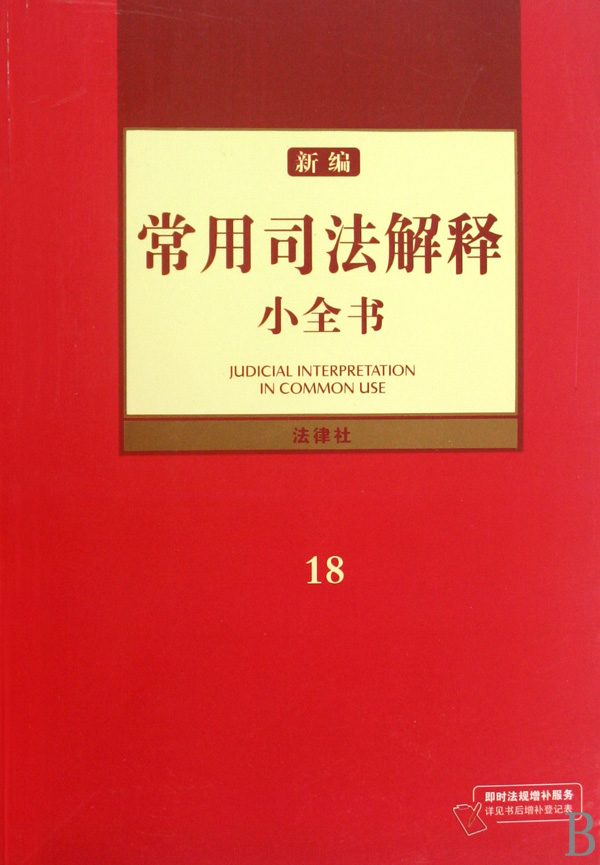 新编
常用司法解释
小全书
JUDICIAL INTERPRETATION
IN COMMON USE
法律社
18
即时法规增补服务
详见书后增补登记表
B